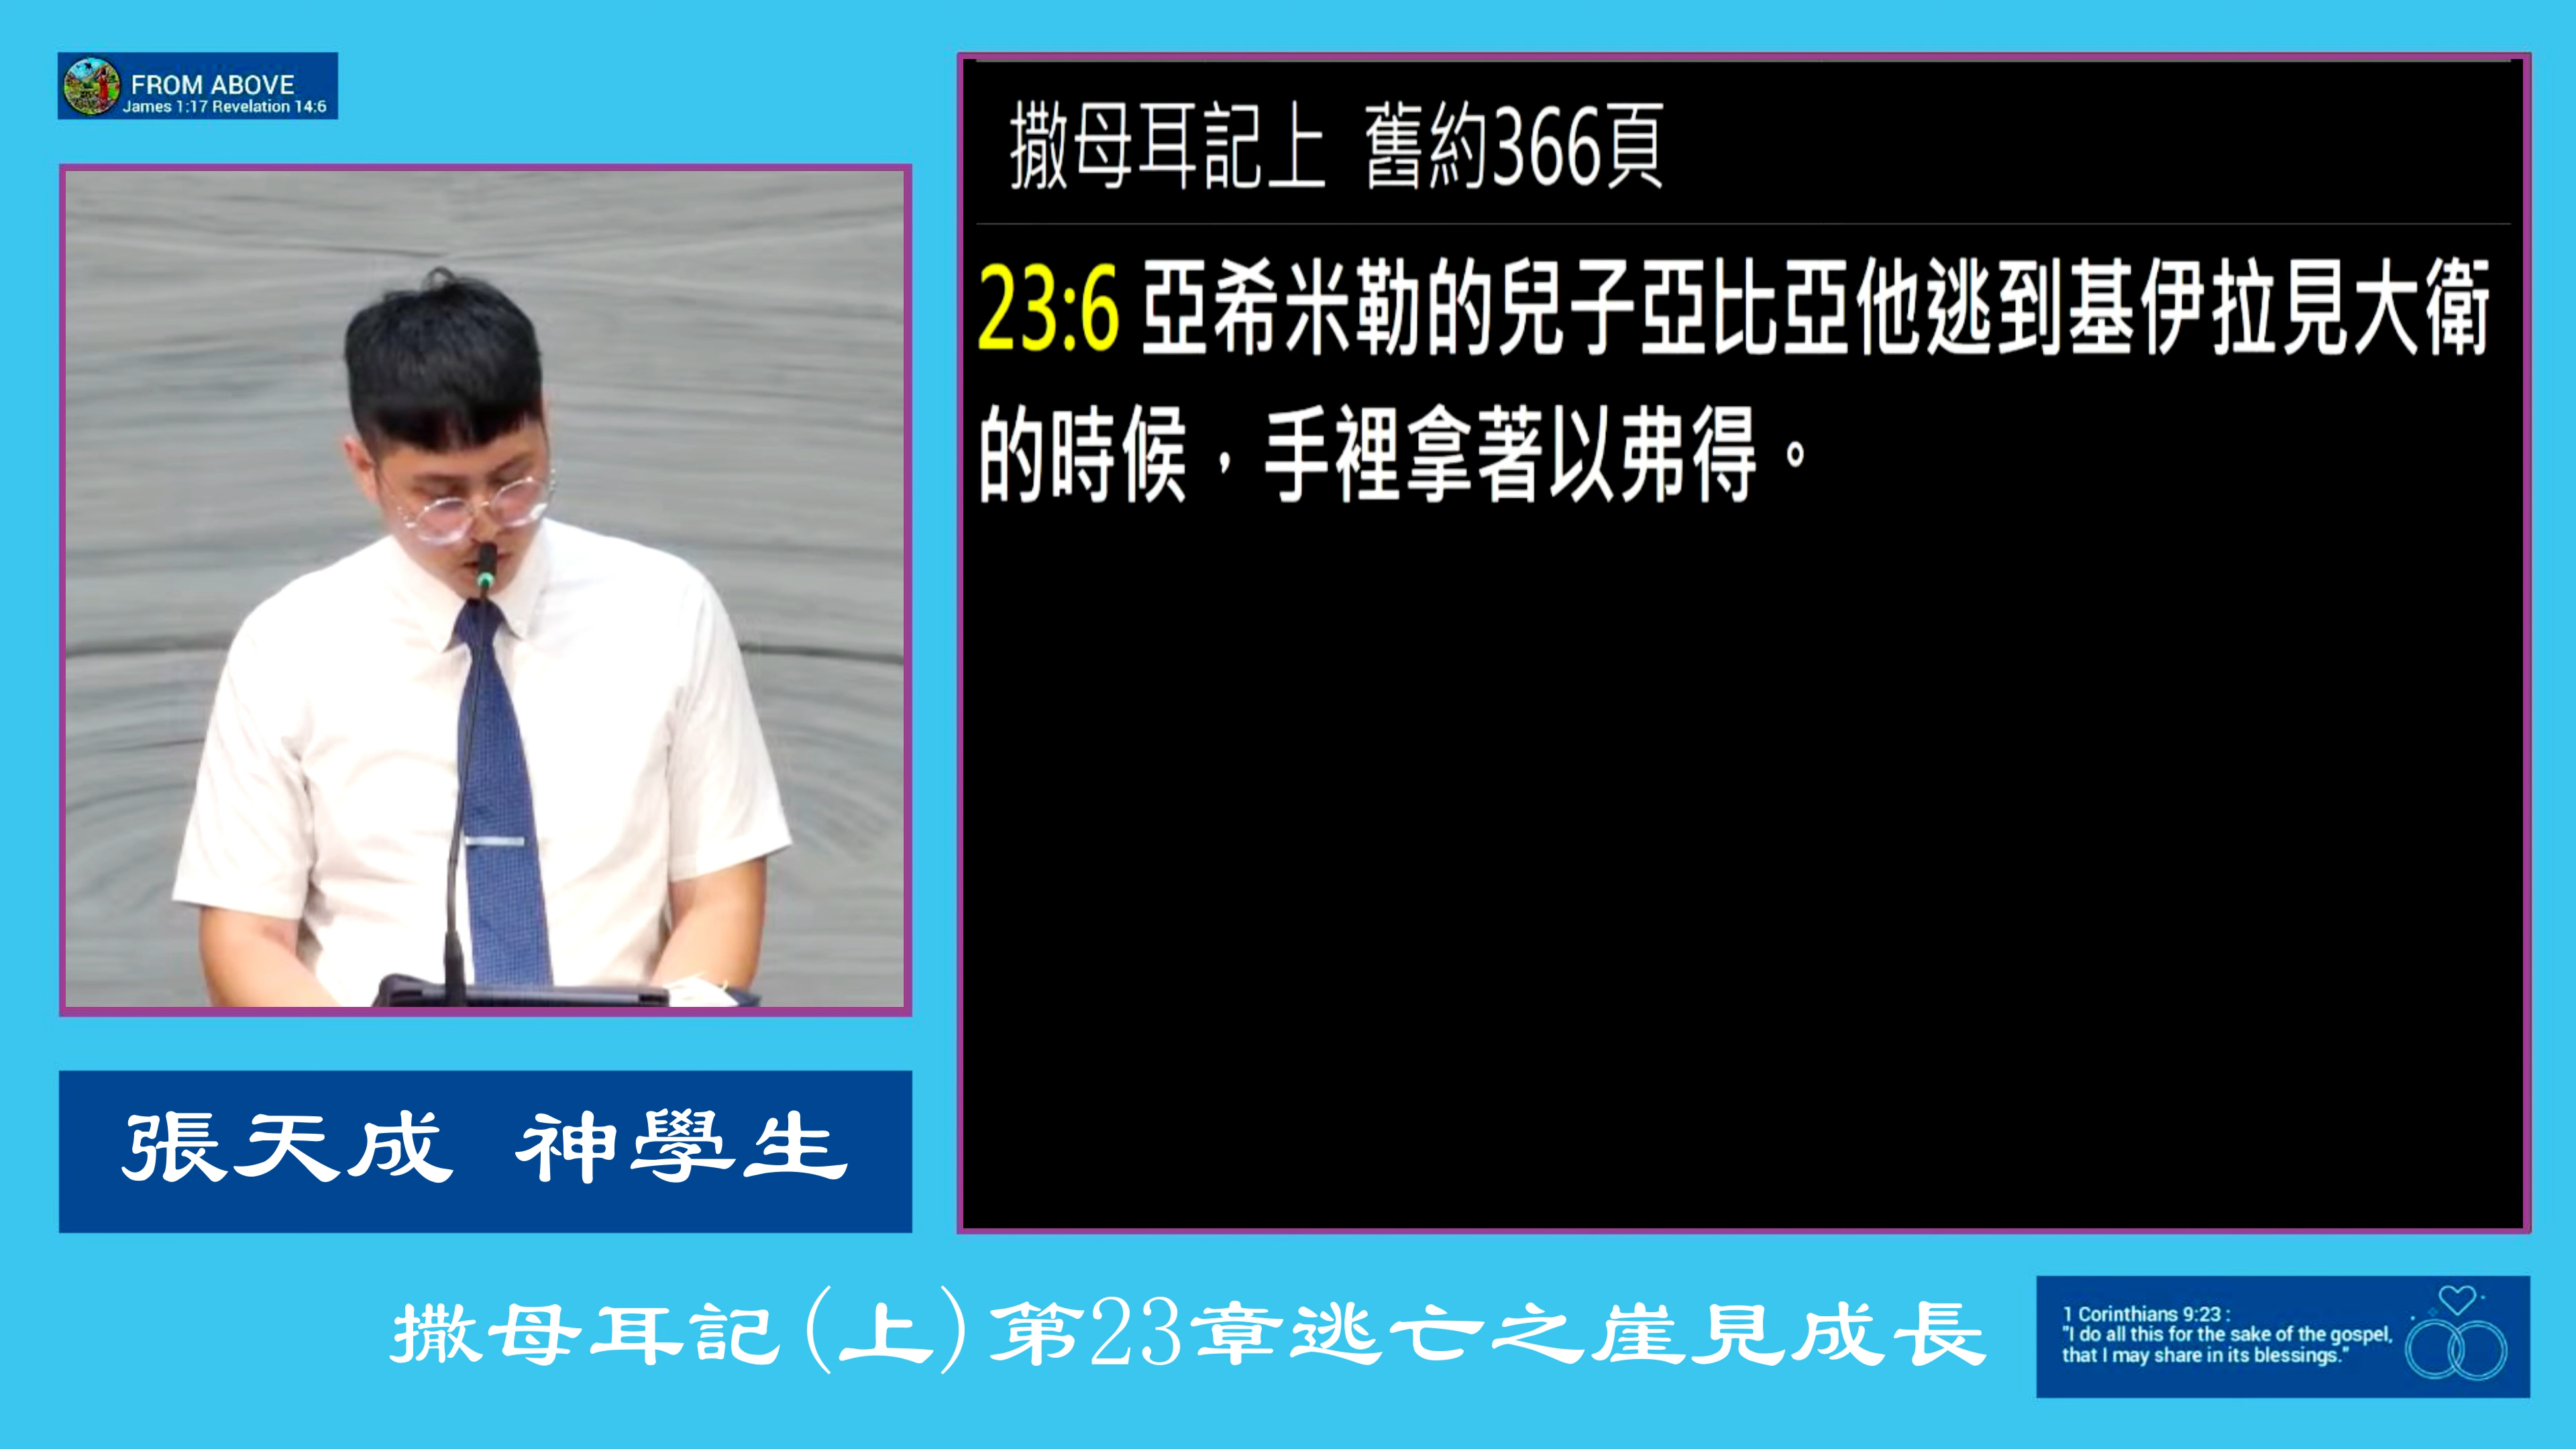 FROM ABOVE
James 1:17 Revelation 14:6
撒母耳記上 舊約366頁
23:6 亞希米勒的兒子亞比亞他逃到基伊拉見大衛
的時候，手裡拿著以弗得。
張天成 神學生
撒母耳記(上)第23章逃亡之崖見成長
1 Corinthians 9:23 :
"I do all this for the sake of the gospel,
that I may share in its blessings."